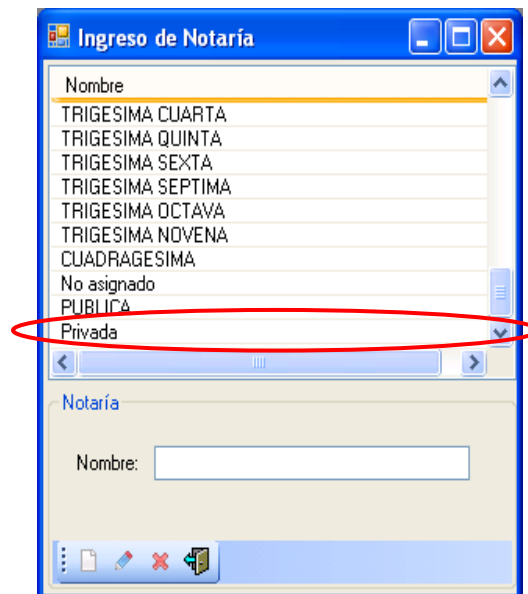 Ingreso de Notaría
Nombre
TRIGESIMA CUARTA
TRIGESIMA QUINTA
TRIGESIMA SEXTA
TRIGESIMA SEPTIMA
TRIGESIMA OCTAVA
TRIGESIMA NOVENA
CUADRAGESIMA
No asignado
PUBLICA
Privada
Notaría
Nombre: